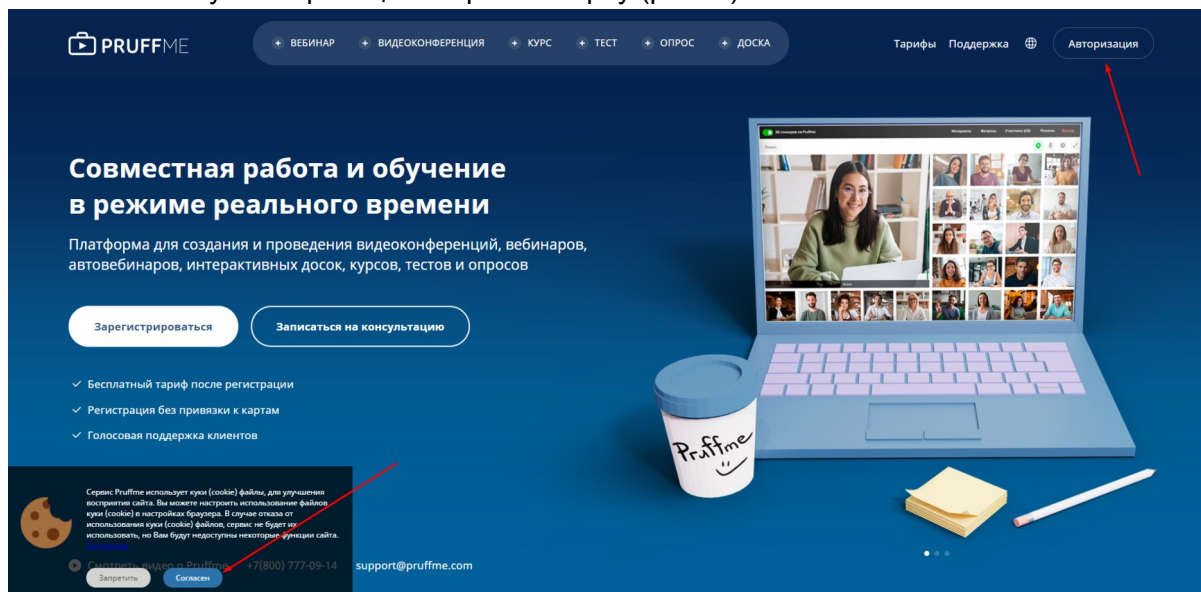 PRUFFME
ВЕБИНАР
ВИДЕОКОНФЕРЕНЦИЯ
КУРС
ТЕСТ
ОПРОС
ДОСКА
Тарифы
Поддержка
Авторизация
Совместная работа и обучение
в режиме реального времени
Платформа для создания и проведения видеоконференций, вебинаров,
автовебинаров, интерактивных досок, курсов, тестов и опросов
Зарегистрироваться
Записаться на консультацию
Бесплатный тариф после регистрации
Регистрация без привязки к картам
Голосовая поддержка клиентов
Pruffme
Сервис Pruffme использует куки (cookie) файлы, для улучшения
восприятия сайта. Вы можете настроить использование файлов
куки (cookie) в настройках браузера. В случае отказа от
использования куки (cookie) файлов, сервис не будет их
использовать, но Вам будут недоступны некоторые функции сайта.
Смотреть видео о Pruffme
+7(800) 777-09-14
support@pruffme.com
Запретить
Согласен